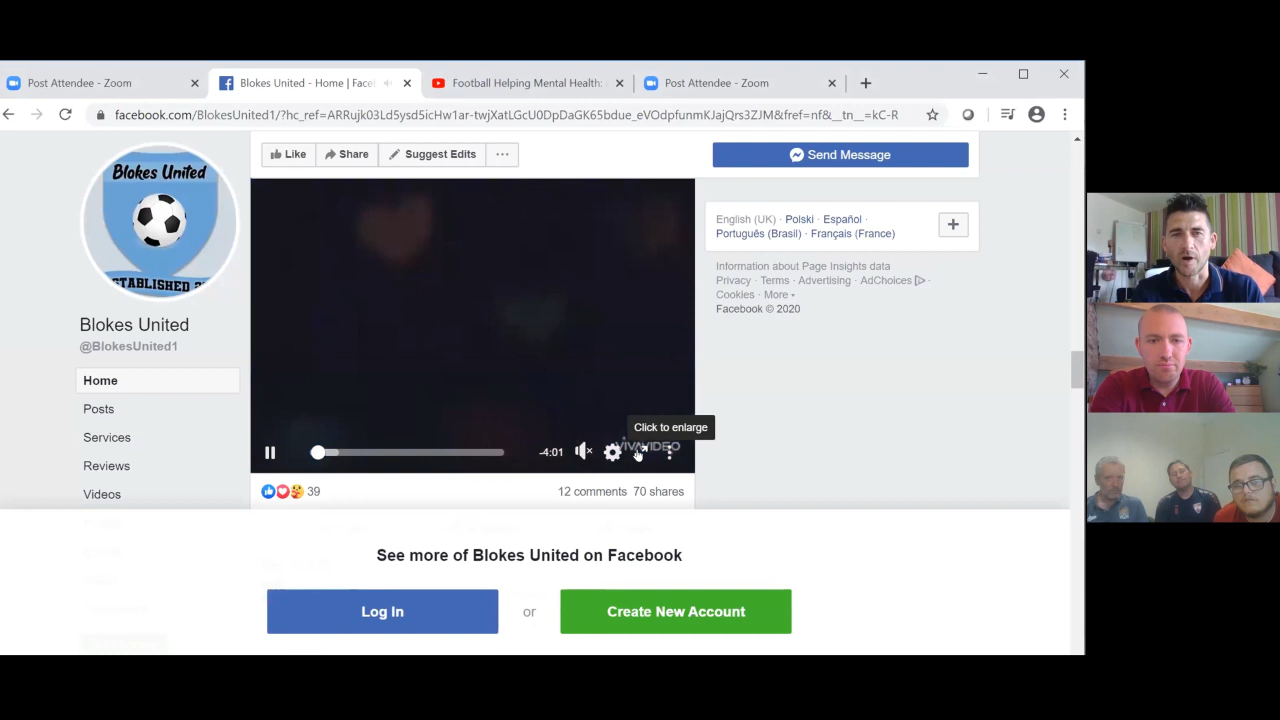 Post Attendee - Zoom
Blokes United - Home | Face
Football Helping Mental Health:
Post Attendee - Zoom
facebook.com/BlokesUnited1/?hc_ref=ARRujk03Ld5ysd5icHw1ar-twjXatLGcU0DpDaGK65bdue_eVOdpfunmKJajQrs3ZJM&fref=nf&__tn__=kC-R
Like
Share
Suggest Edits
Send Message
Blokes United
STABLISHED 2
Blokes United
@BlokesUnited1
Home
Posts
Services
Reviews
Videos
Click to enlarge
VIVAVIDEO
-4:01
39
12 comments 70 shares
English (UK) · Polski · Español ·
Português (Brasil) · Français (France)
Information about Page Insights data
Privacy · Terms · Advertising · AdChoices ·
Cookies · More
Facebook © 2020
See more of Blokes United on Facebook
Log In
or
Create New Account